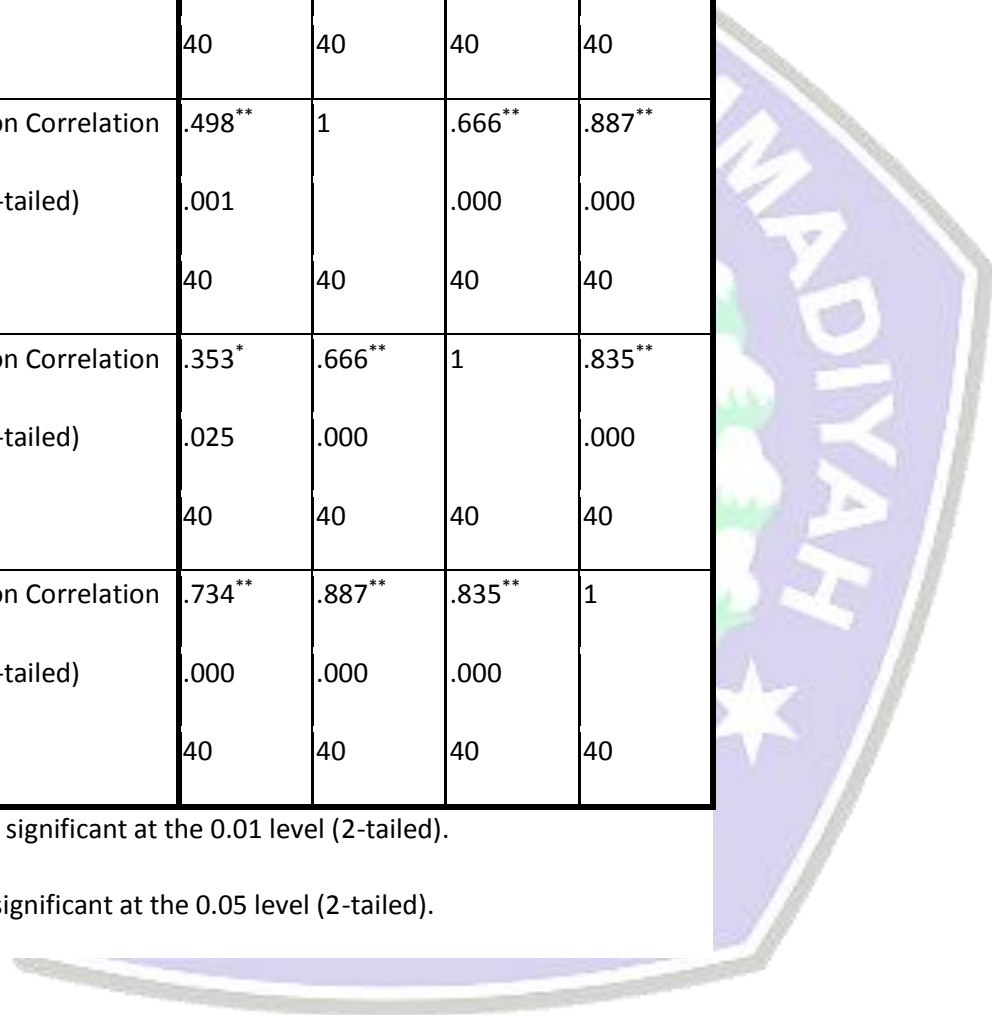 40 40 40 40
on Correlation .498** 1 .666** .887**
-tailed) .001 .000 .000
40 40 40 40
on Correlation .353* .666** 1 .835**
-tailed) .025 .000 .000
40 40 40 40
on Correlation .734** .887** .835** 1
-tailed) .000 .000 .000
40 40 40 40
significant at the 0.01 level (2-tailed).
significant at the 0.05 level (2-tailed).
MADIYAH